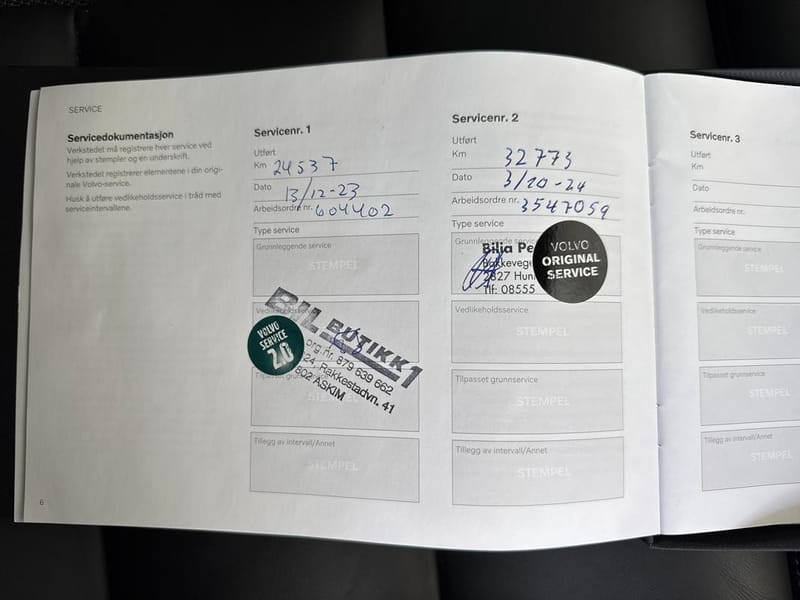 SERVICE
Servicedokumentasjon
Verkstedet må registrere hver service ved
hjelp av stempler og en underskrift.
Verkstedet registrerer elementene i din origi-
nale Volvo-service.
Husk å utføre vedlikeholdsservice i tråd med
serviceintervallene.
6
Servicenr. 1
Utført
Km 24537
Dato 13/12-23
Arbeidsordre nr. 604402
Type service
Grunnleggende service
STEMPEL
Vedlikeholdsservice
BIL BUTIKK1
VOLVO
SERVICE
2.0
org nr. 879 639 662
Rakkestadvn. 41
ASKIM
STEMPEL
Tillegg av intervall/Annet
STEMPEL
Servicenr. 2
Utført
Km 32773
Dato 3/10-24
Arbeidsordre nr. 3547059
Type service
Grunnleggende service
Bilia
Tlf: 08555
VOLVO
ORIGINAL
SERVICE
Vedlikeholdsservice
STEMPEL
Tilpasset grunnservice
STEMPEL
Tillegg av intervall/Annet
STEMPEL
Servicenr. 3
Utført
Km
Dato
Arbeidsordre nr.
Type service
Grunnleggende service
STEMPEL
Vedlikeholdsservice
STEMPEL
Tilpasset grunnservice
STEMPEL
Tillegg av intervall/Annet
STEMPEL